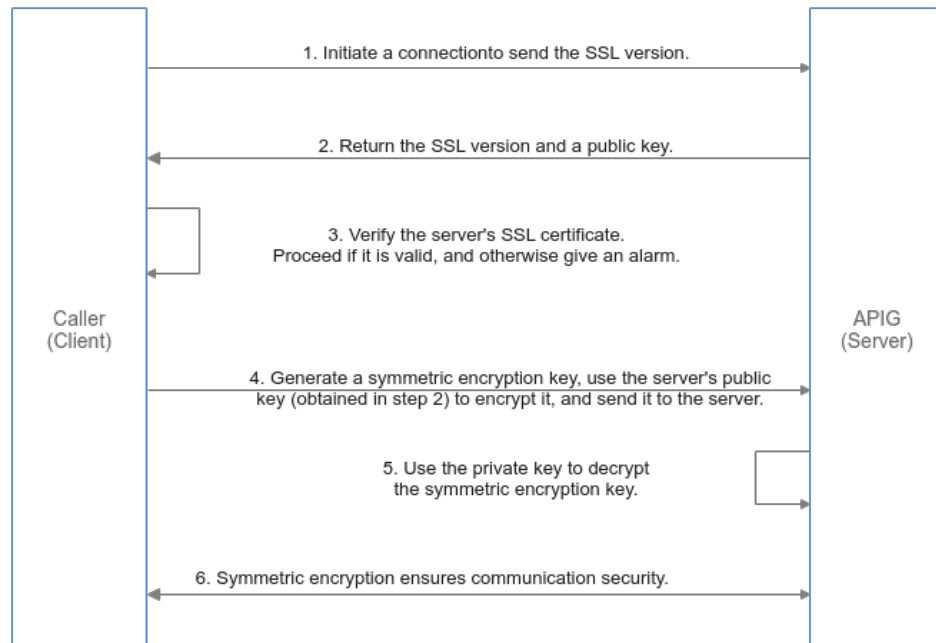 1. Initiate a connectionto send the SSL version.
2. Return the SSL version and a public key.
3. Verify the server's SSL certificate.
Proceed if it is valid, and otherwise give an alarm.
Caller
(Client)
APIG
(Server)
4. Generate a symmetric encryption key, use the server's public
key (obtained in step 2) to encrypt it, and send it to the server.
5. Use the private key to decrypt
the symmetric encryption key.
6. Symmetric encryption ensures communication security.